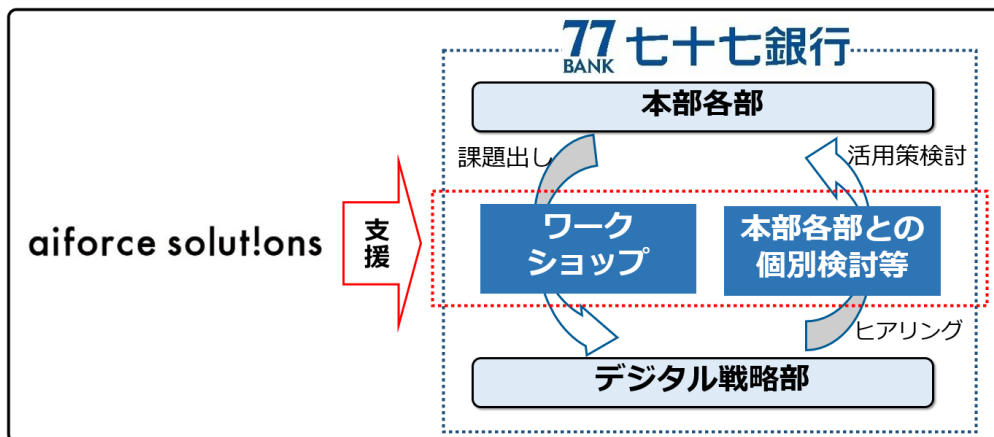 77
BANK
七十七銀行
本部各部
課題出し
活用策検討
aiforce solut!ons
支
援
ワーク
ショップ
本部各部との
個別検討等
ヒアリング
デジタル戦略部